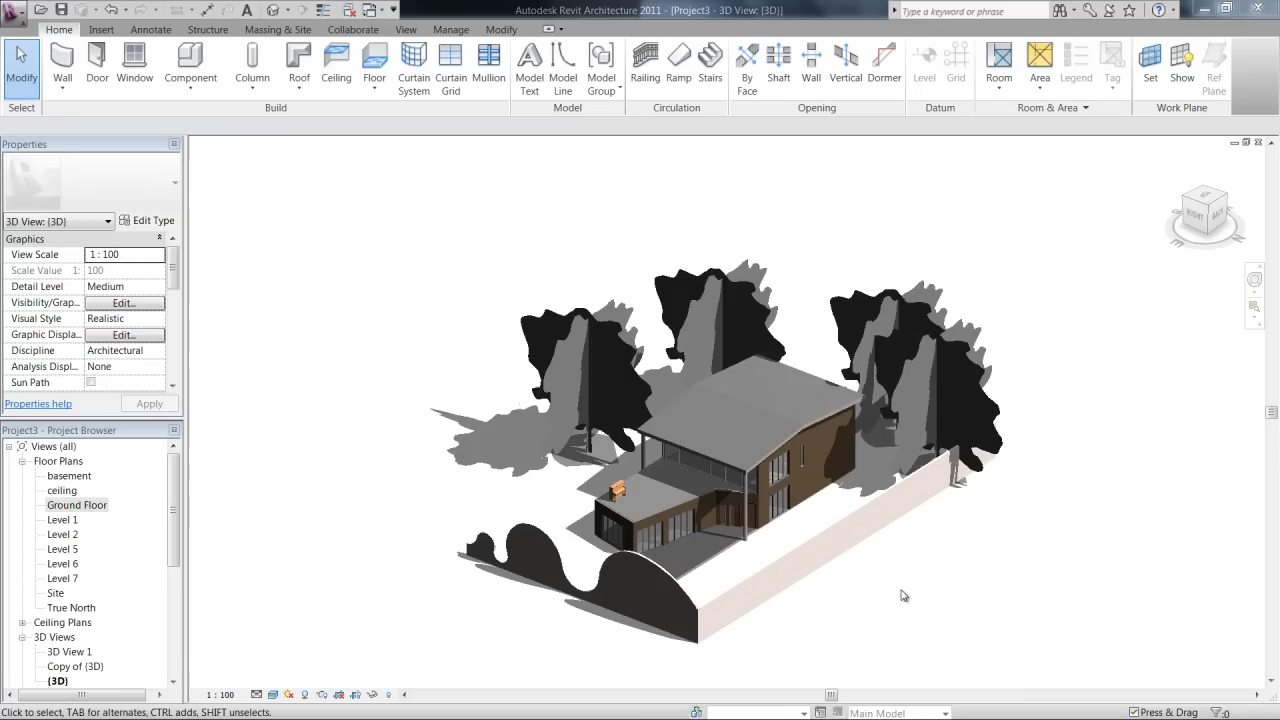 Autodesk Revit Architecture 2011 - [Project3 - 3D View: {3D}]
Type a keyword or phrase
Home Insert Annotate Structure Massing & Site Collaborate View Manage Modify
Modify Wall Door Window Component Column Roof Ceiling Floor Curtain System Curtain Grid Mullion Model Text Model Line Model Group Railing Ramp Stairs By Face Shaft Wall Vertical Dormer Level Grid Room Area Legend Tag Set Show Ref Plane
Select Build Model Circulation Opening Datum Room & Area Work Plane
Properties
3D View: {3D} Edit Type
Graphics
View Scale 1 : 100
Scale Value 1: 100
Detail Level Medium
Visibility/Grap... Edit...
Visual Style Realistic
Graphic Displa... Edit...
Discipline Architectural
Analysis Displ... None
Sun Path
Properties help Apply
Project3 - Project Browser
Views (all)
Floor Plans
basement
ceiling
Ground Floor
Level 1
Level 2
Level 5
Level 6
Level 7
Site
True North
Ceiling Plans
3D Views
3D View 1
Copy of {3D}
{3D}
RIGHT BACK
1 : 100
Click to select, TAB for alternates, CTRL adds, SHIFT unselects.
Main Model
Press & Drag
:0